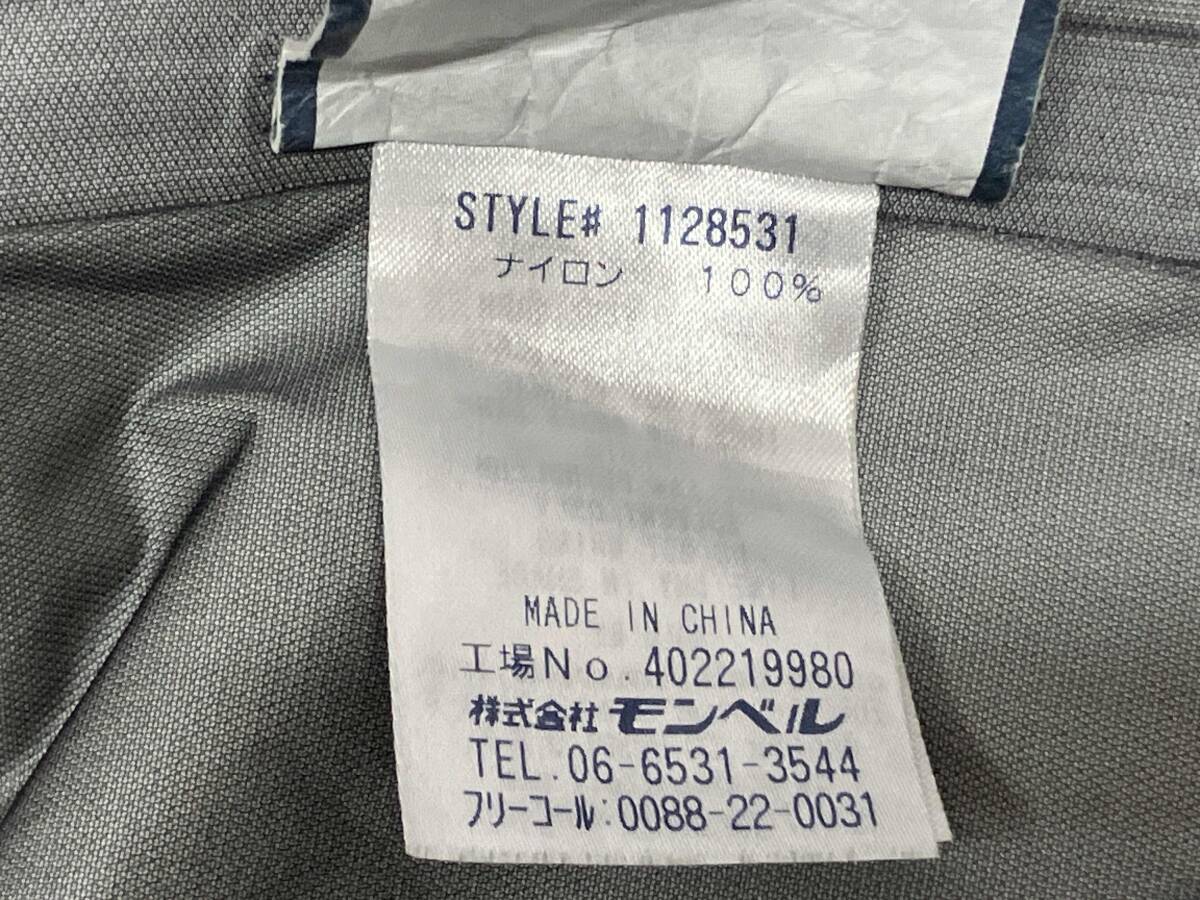 STYLE# 1128531
ナイロン 100%
MADE IN CHINA
工場No.402219980
株式会社モンベル
TEL.06-6531-3544
フリーコール:0088-22-0031